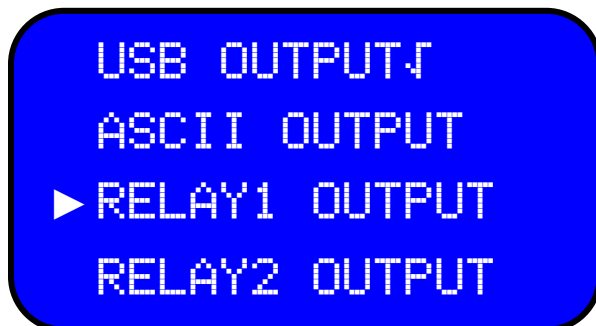 USB OUTPUT√
ASCII OUTPUT
►RELAY1 OUTPUT
RELAY2 OUTPUT